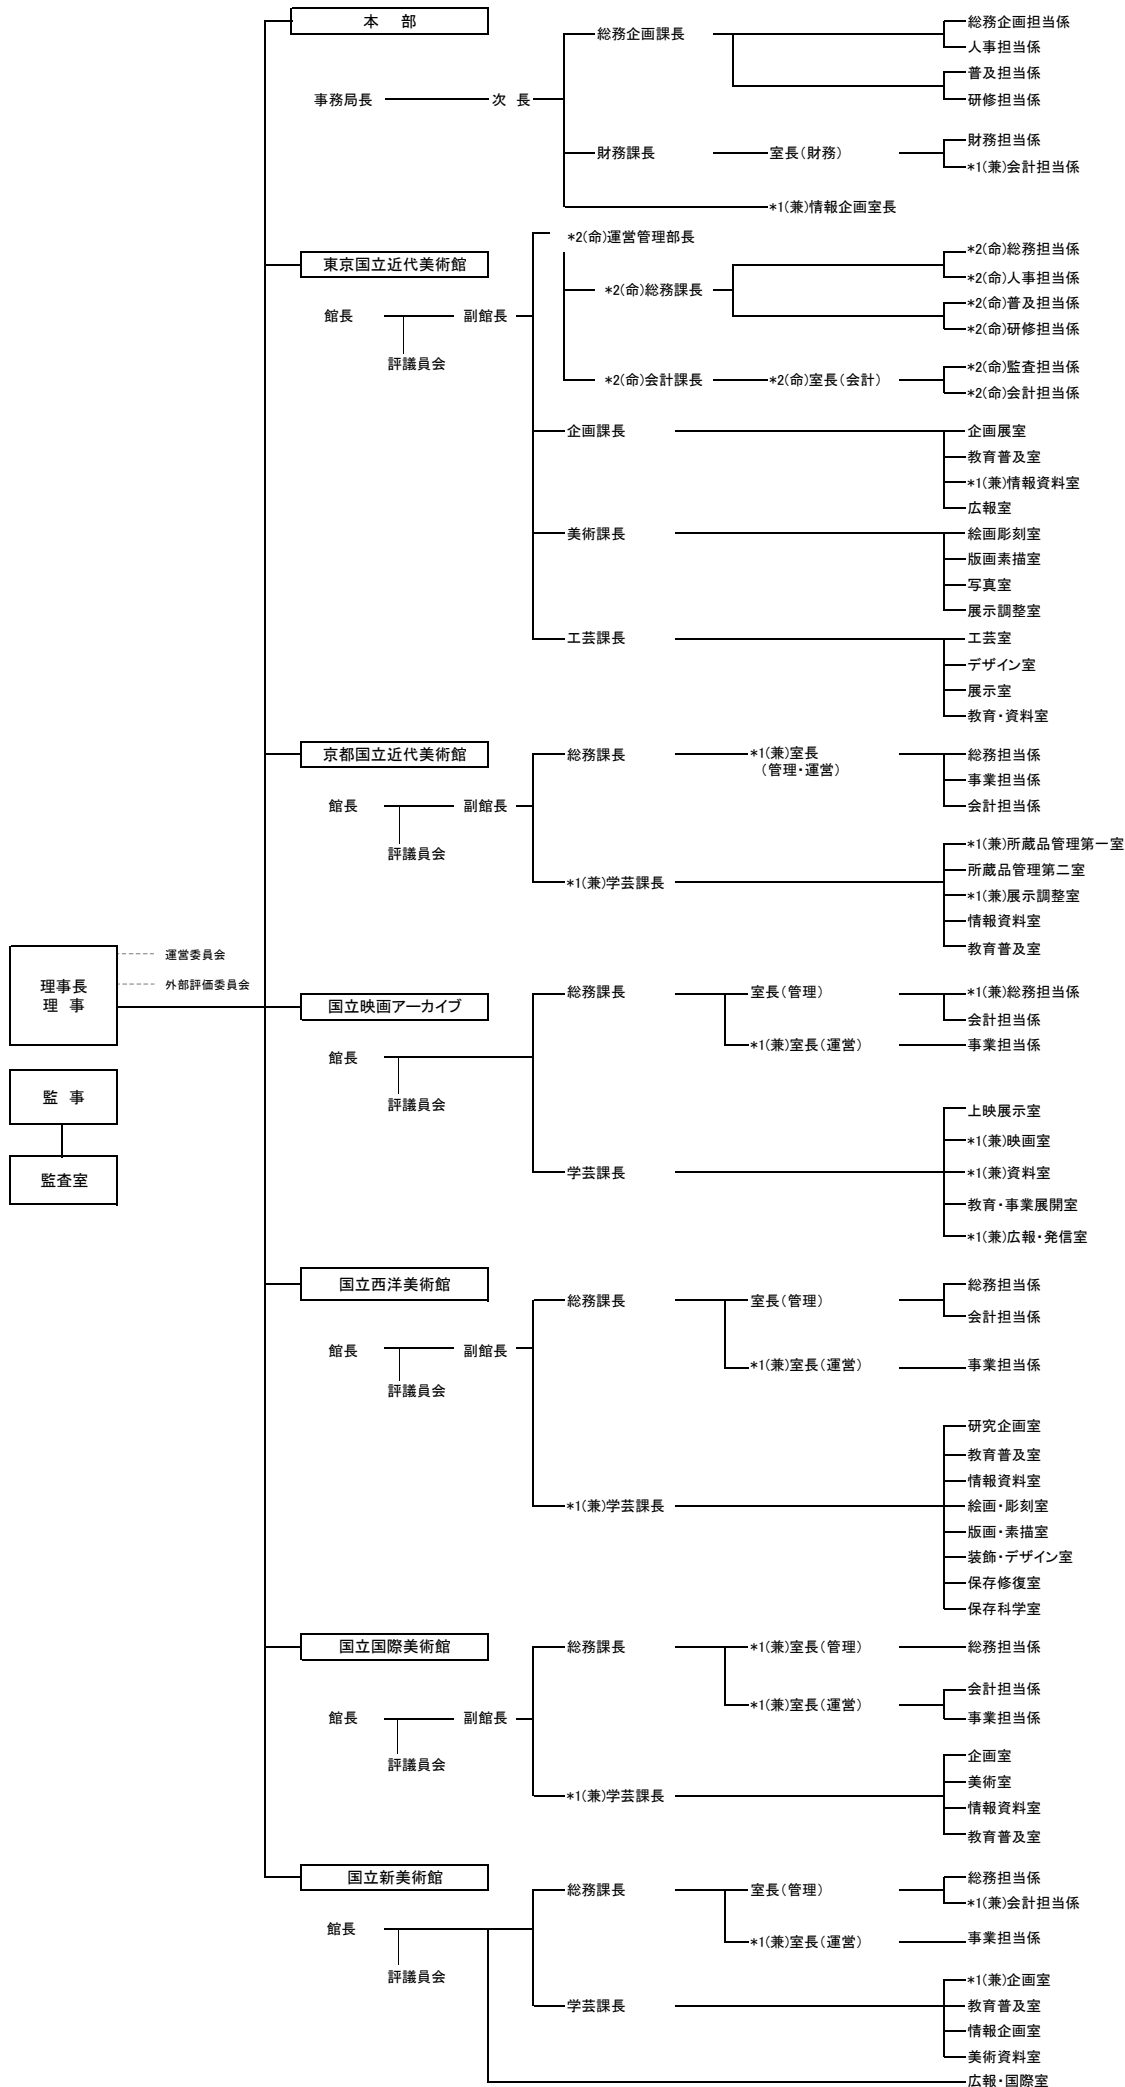 本 部
総務企画課長
総務企画担当係
人事担当係
普及担当係
研修担当係
事務局長
次 長
財務課長
室長(財務)
財務担当係
*1(兼)会計担当係
*1(兼)情報企画室長
東京国立近代美術館
*2(命)運営管理部長
*2(命)総務課長
*2(命)総務担当係
*2(命)人事担当係
*2(命)普及担当係
*2(命)研修担当係
館長
副館長
評議員会
*2(命)会計課長
*2(命)室長(会計)
*2(命)監査担当係
*2(命)会計担当係
企画課長
企画展室
教育普及室
*1(兼)情報資料室
広報室
美術課長
絵画彫刻室
版画素描室
写真室
展示調整室
工芸課長
工芸室
デザイン室
展示室
教育・資料室
京都国立近代美術館
総務課長
*1(兼)室長
(管理・運営)
総務担当係
事業担当係
会計担当係
館長
副館長
評議員会
*1(兼)学芸課長
*1(兼)所蔵品管理第一室
所蔵品管理第二室
*1(兼)展示調整室
情報資料室
教育普及室
理事長
理 事
運営委員会
外部評価委員会
監 事
監査室
国立映画アーカイブ
総務課長
室長(管理)
*1(兼)総務担当係
会計担当係
*1(兼)室長(運営)
事業担当係
館長
評議員会
学芸課長
上映展示室
*1(兼)映画室
*1(兼)資料室
教育・事業展開室
*1(兼)広報・発信室
国立西洋美術館
総務課長
室長(管理)
総務担当係
会計担当係
*1(兼)室長(運営)
事業担当係
館長
副館長
評議員会
*1(兼)学芸課長
研究企画室
教育普及室
情報資料室
絵画・彫刻室
版画・素描室
装飾・デザイン室
保存修復室
保存科学室
国立国際美術館
総務課長
*1(兼)室長(管理)
総務担当係
*1(兼)室長(運営)
会計担当係
事業担当係
館長
副館長
評議員会
*1(兼)学芸課長
企画室
美術室
情報資料室
教育普及室
国立新美術館
総務課長
室長(管理)
総務担当係
*1(兼)会計担当係
*1(兼)室長(運営)
事業担当係
館長
評議員会
学芸課長
*1(兼)企画室
教育普及室
情報企画室
美術資料室
広報・国際室